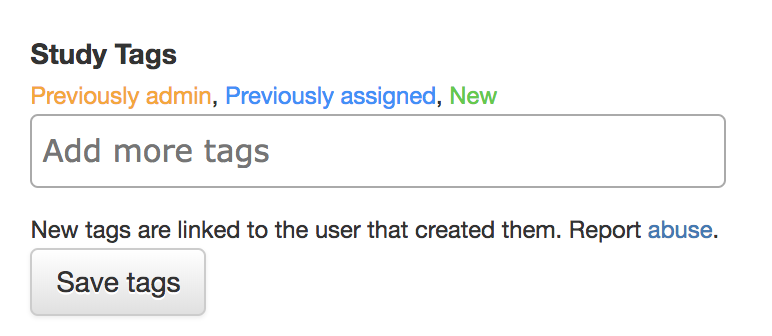 Study Tags
Previously admin, Previously assigned, New
Add more tags
New tags are linked to the user that created them. Report abuse.
Save tags